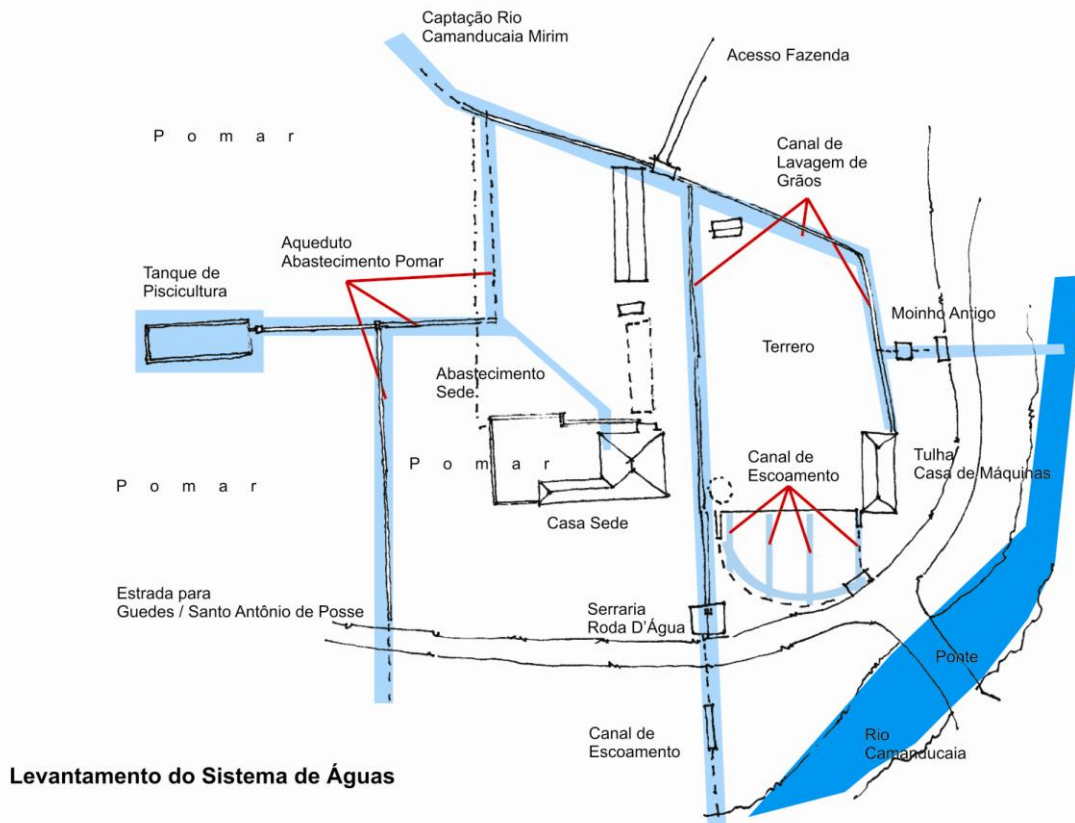 Captação Rio
Camanducaia Mirim
Acesso Fazenda
P o m a r
Canal de
Lavagem de
Grãos
Aqueduto
Abastecimento Pomar
Tanque de
Piscicultura
Moinho Antigo
Terrero
Abastecimento
Sede
P o m a r
P o m a r
Canal de
Escoamento
Tulha
Casa de Máquinas
Casa Sede
Estrada para
Guedes / Santo Antônio de Posse
Serraria
Roda D'Água
Ponte
Canal de
Escoamento
Rio
Camanducaia
Levantamento do Sistema de Águas